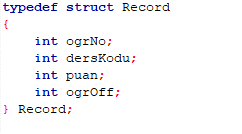 typedef struct Record
{
    int ogrNo;
    int dersKodu;
    int puan;
    int ogrOff;
} Record;